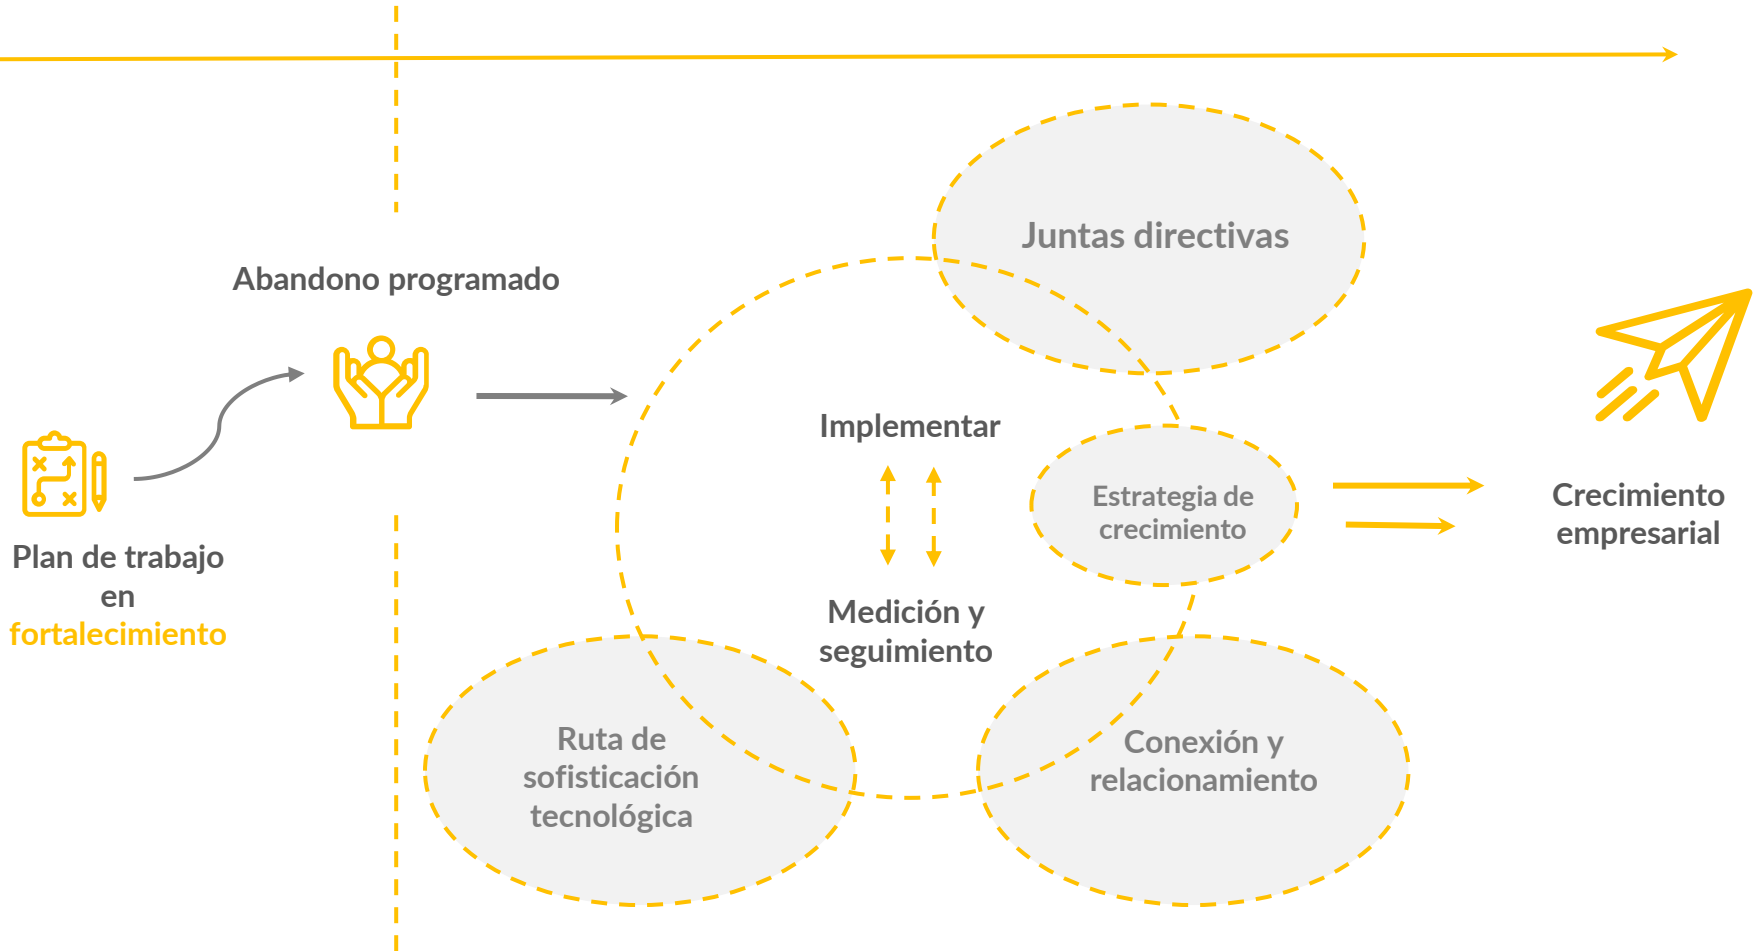 Juntas directivas
Abandono programado
Implementar
Estrategia de
crecimiento
Crecimiento
empresarial
Plan de trabajo
en
fortalecimiento
Medición y
seguimiento
Ruta de
sofisticación
tecnológica
Conexión y
relacionamiento